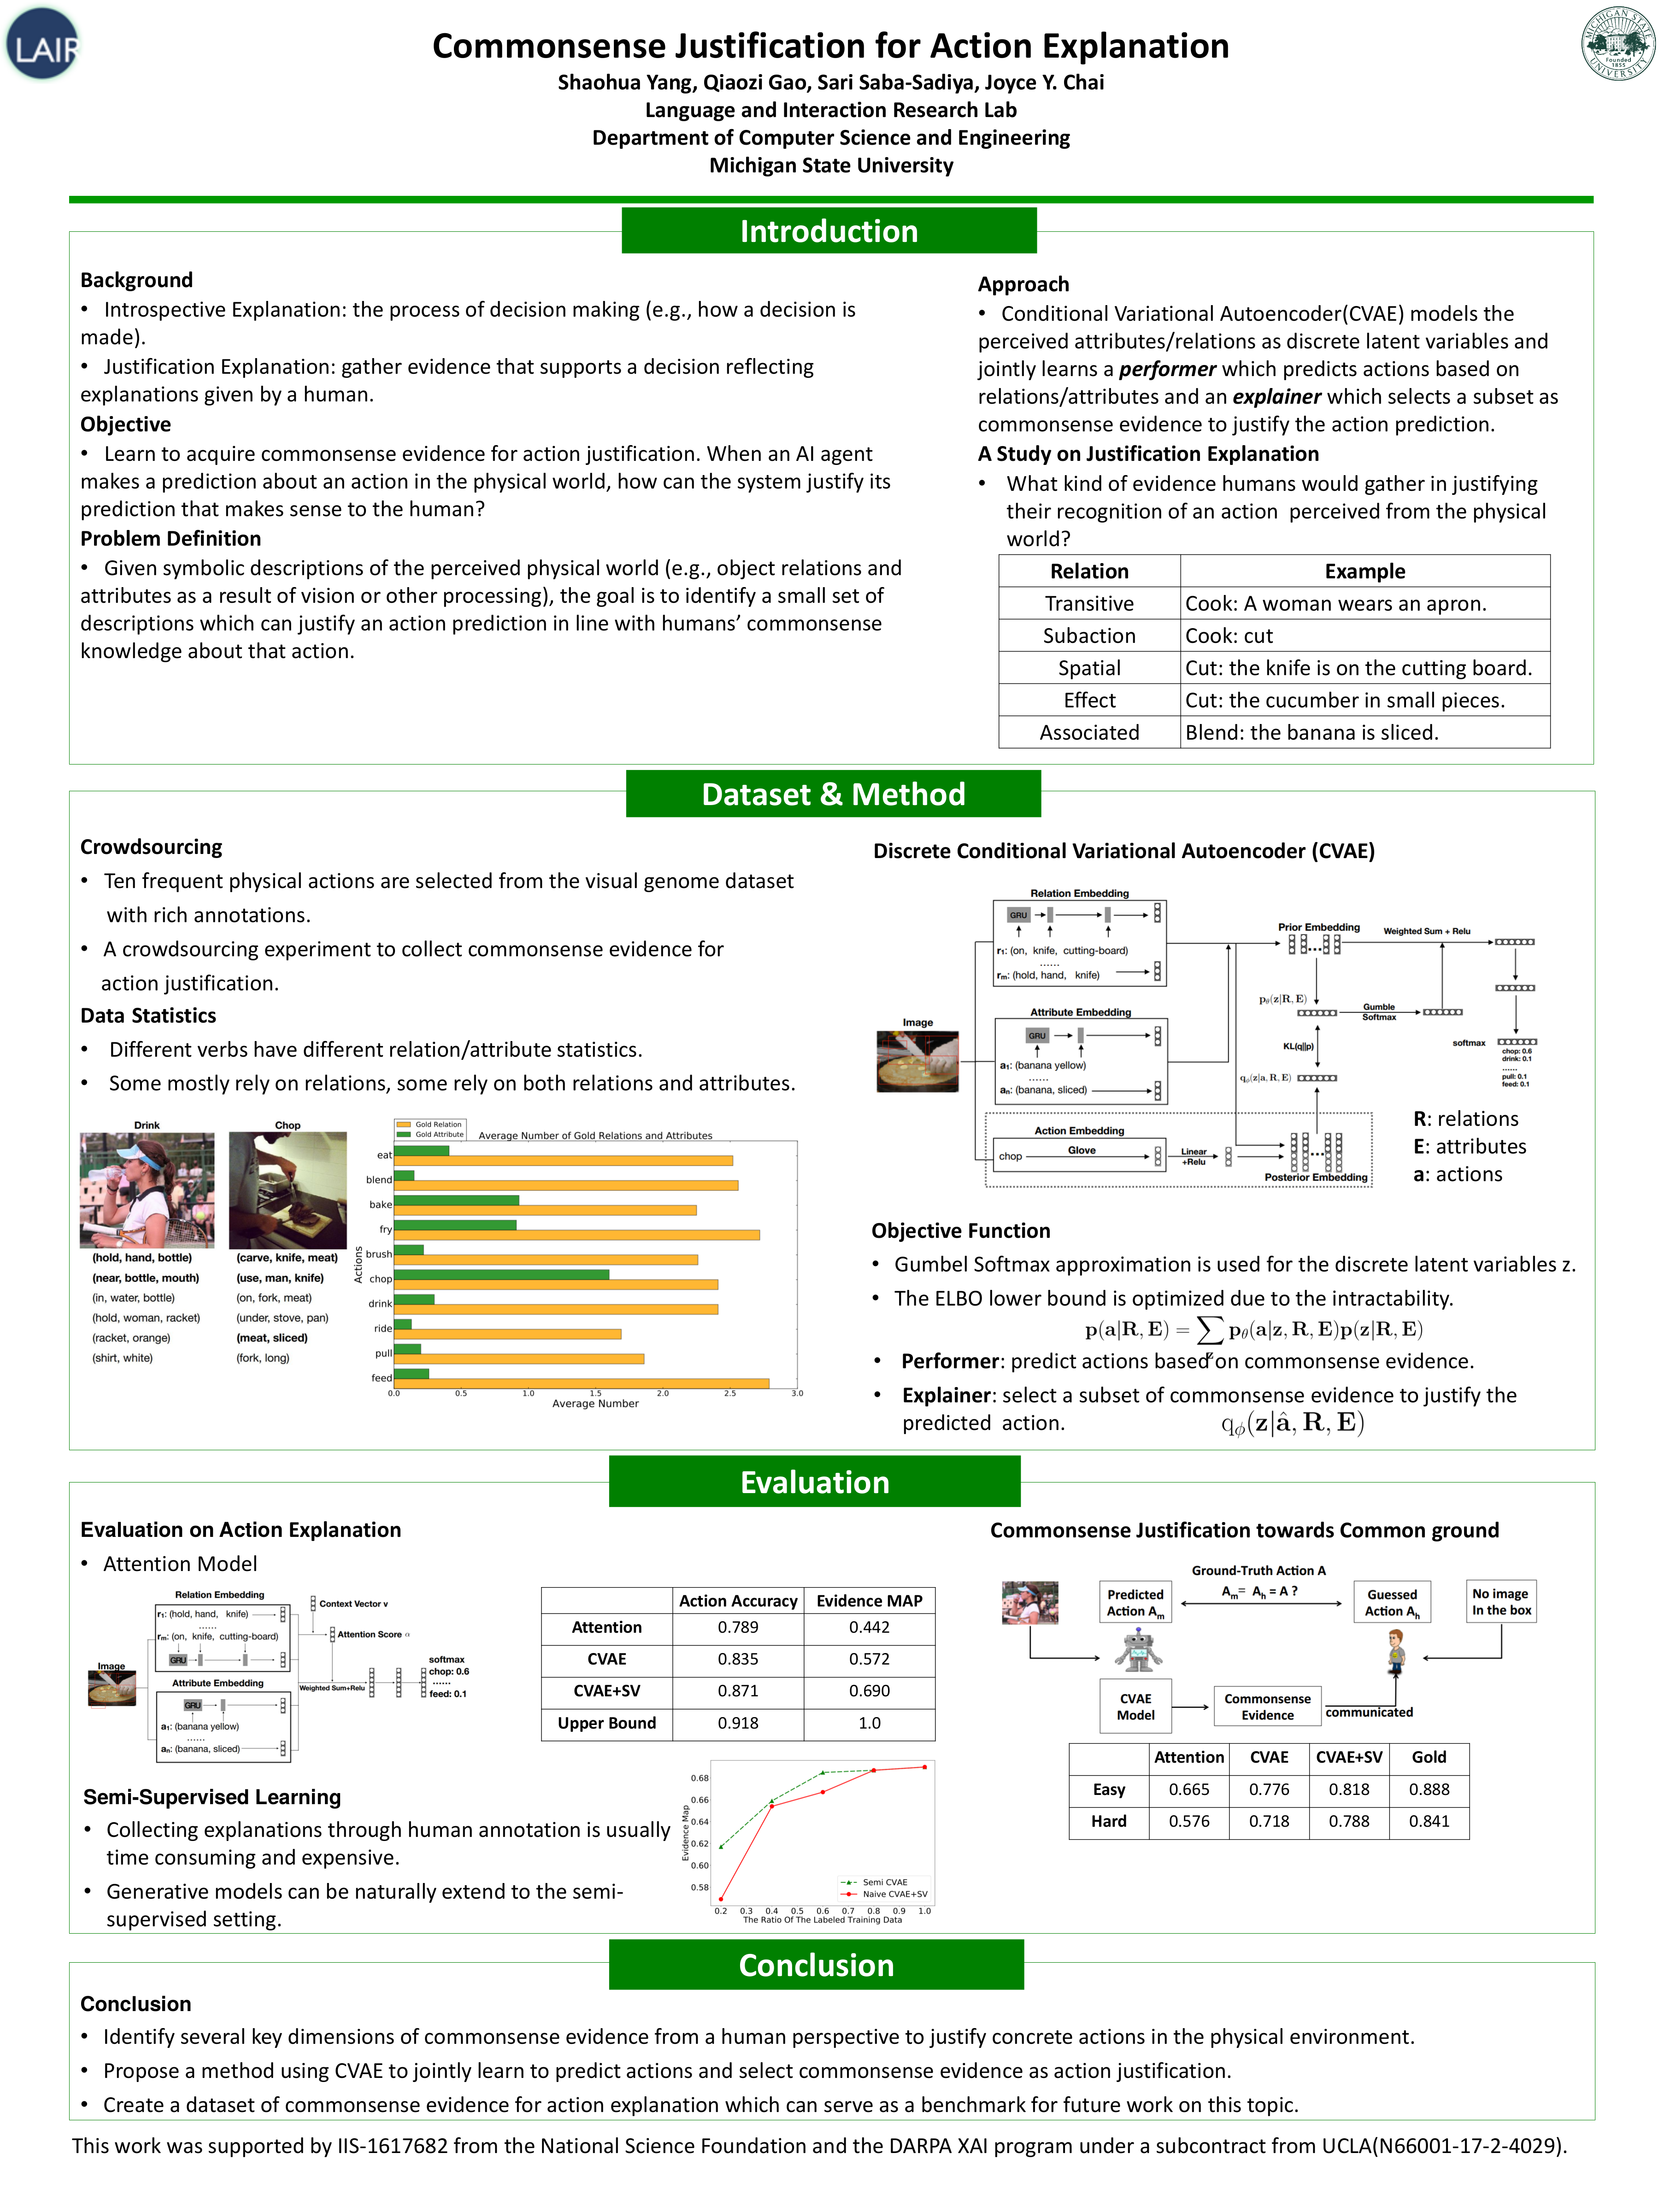 LAIR
MICHIGAN STATE UNIVERSITY
Founded
1855
Commonsense Justification for Action Explanation
Shaohua Yang, Qiaozi Gao, Sari Saba-Sadiya, Joyce Y. Chai
Language and Interaction Research Lab
Department of Computer Science and Engineering
Michigan State University
Introduction
Background
• Introspective Explanation: the process of decision making (e.g., how a decision is
made).
• Justification Explanation: gather evidence that supports a decision reflecting
explanations given by a human.
Objective
• Learn to acquire commonsense evidence for action justification. When an AI agent
makes a prediction about an action in the physical world, how can the system justify its
prediction that makes sense to the human?
Problem Definition
• Given symbolic descriptions of the perceived physical world (e.g., object relations and
attributes as a result of vision or other processing), the goal is to identify a small set of
descriptions which can justify an action prediction in line with humans’ commonsense
knowledge about that action.
Approach
• Conditional Variational Autoencoder(CVAE) models the
perceived attributes/relations as discrete latent variables and
jointly learns a performer which predicts actions based on
relations/attributes and an explainer which selects a subset as
commonsense evidence to justify the action prediction.
A Study on Justification Explanation
• What kind of evidence humans would gather in justifying
their recognition of an action perceived from the physical
world?
Relation Example
Transitive Cook: A woman wears an apron.
Subaction Cook: cut
Spatial Cut: the knife is on the cutting board.
Effect Cut: the cucumber in small pieces.
Associated Blend: the banana is sliced.
Dataset & Method
Crowdsourcing
• Ten frequent physical actions are selected from the visual genome dataset
with rich annotations.
• A crowdsourcing experiment to collect commonsense evidence for
action justification.
Data Statistics
• Different verbs have different relation/attribute statistics.
• Some mostly rely on relations, some rely on both relations and attributes.
Drink
(hold, hand, bottle)
(near, bottle, mouth)
(in, water, bottle)
(hold, woman, racket)
(racket, orange)
(shirt, white)
Chop
(carve, knife, meat)
(use, man, knife)
(on, fork, meat)
(under, stove, pan)
(meat, sliced)
(fork, long)
Gold Relation
Gold Attribute
Average Number of Gold Relations and Attributes
Actions
eat
blend
bake
fry
brush
chop
drink
ride
pull
feed
0.0 0.5 1.0 1.5 2.0 2.5 3.0
Average Number
Discrete Conditional Variational Autoencoder (CVAE)
Image
Relation Embedding
GRU
r1: (on, knife, cutting-board)
......
rm: (hold, hand, knife)
Attribute Embedding
GRU
a1: (banana yellow)
......
an: (banana, sliced)
Action Embedding
chop Glove
Linear
+Relu
Prior Embedding
...
Weighted Sum + Relu
pθ(z|R, E)
Gumble
Softmax
KL(q||p)
qϕ(z|a, R, E)
...
Posterior Embedding
softmax
chop: 0.6
drink: 0.1
......
pull: 0.1
feed: 0.1
R: relations
E: attributes
a: actions
Objective Function
• Gumbel Softmax approximation is used for the discrete latent variables z.
• The ELBO lower bound is optimized due to the intractability.
p(a|R, E) = ∑z pθ(a|z, R, E)p(z|R, E)
• Performer: predict actions based on commonsense evidence.
• Explainer: select a subset of commonsense evidence to justify the
predicted action. qϕ(z|â, R, E)
Evaluation
Evaluation on Action Explanation
• Attention Model
Image
Relation Embedding
r1: (hold, hand, knife)
......
rm: (on, knife, cutting-board)
GRU
Attribute Embedding
GRU
a1: (banana yellow)
......
an: (banana, sliced)
Context Vector v
Attention Score α
Weighted Sum+Relu
softmax
chop: 0.6
......
feed: 0.1
Action Accuracy Evidence MAP
Attention 0.789 0.442
CVAE 0.835 0.572
CVAE+SV 0.871 0.690
Upper Bound 0.918 1.0
Semi-Supervised Learning
• Collecting explanations through human annotation is usually
time consuming and expensive.
• Generative models can be naturally extend to the semi-
supervised setting.
Evidence Map
0.68
0.66
0.64
0.62
0.60
0.58
Semi CVAE
Naive CVAE+SV
0.2 0.3 0.4 0.5 0.6 0.7 0.8 0.9 1.0
The Ratio Of The Labeled Training Data
Commonsense Justification towards Common ground
Ground-Truth Action A
Predicted
Action Am
Am= Ah = A ?
Guessed
Action Ah
No image
In the box
CVAE
Model
Commonsense
Evidence
communicated
Attention CVAE CVAE+SV Gold
Easy 0.665 0.776 0.818 0.888
Hard 0.576 0.718 0.788 0.841
Conclusion
Conclusion
• Identify several key dimensions of commonsense evidence from a human perspective to justify concrete actions in the physical environment.
• Propose a method using CVAE to jointly learn to predict actions and select commonsense evidence as action justification.
• Create a dataset of commonsense evidence for action explanation which can serve as a benchmark for future work on this topic.
This work was supported by IIS-1617682 from the National Science Foundation and the DARPA XAI program under a subcontract from UCLA(N66001-17-2-4029).